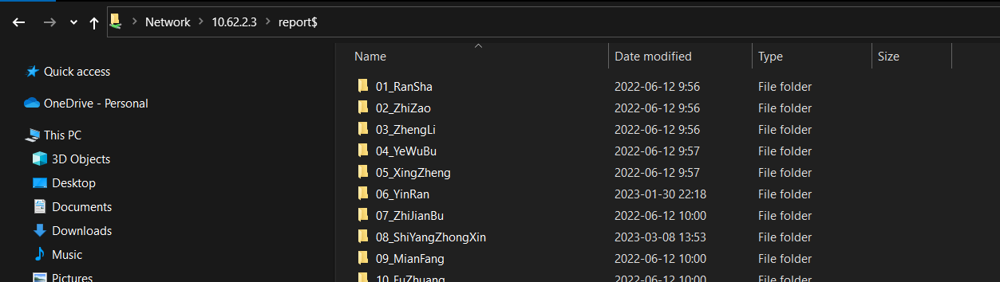 Network > 10.62.2.3 > report$
Name Date modified Type Size
Quick access
OneDrive - Personal
This PC
3D Objects
Desktop
Documents
Downloads
Music
Pictures
01_RanSha 2022-06-12 9:56 File folder
02_ZhiZao 2022-06-12 9:56 File folder
03_ZhengLi 2022-06-12 9:56 File folder
04_YeWuBu 2022-06-12 9:57 File folder
05_XingZheng 2022-06-12 9:57 File folder
06_YinRan 2023-01-30 22:18 File folder
07_ZhiJianBu 2022-06-12 10:00 File folder
08_ShiYangZhongXin 2023-03-08 13:53 File folder
09_MianFang 2022-06-12 10:00 File folder
10_FuZhuang 2022-06-12 10:00 File folder